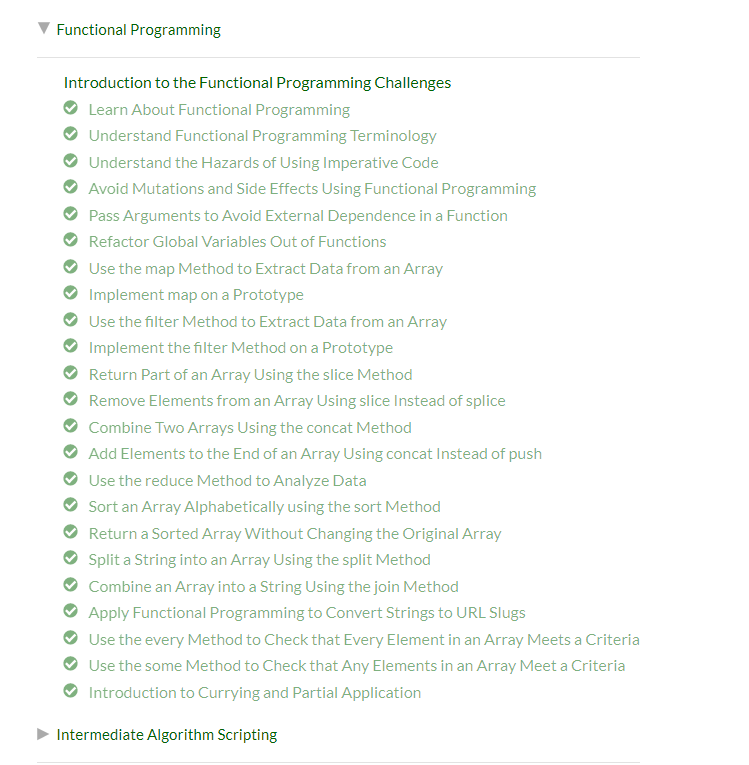 Functional Programming
Introduction to the Functional Programming Challenges
Learn About Functional Programming
Understand Functional Programming Terminology
Understand the Hazards of Using Imperative Code
Avoid Mutations and Side Effects Using Functional Programming
Pass Arguments to Avoid External Dependence in a Function
Refactor Global Variables Out of Functions
Use the map Method to Extract Data from an Array
Implement map on a Prototype
Use the filter Method to Extract Data from an Array
Implement the filter Method on a Prototype
Return Part of an Array Using the slice Method
Remove Elements from an Array Using slice Instead of splice
Combine Two Arrays Using the concat Method
Add Elements to the End of an Array Using concat Instead of push
Use the reduce Method to Analyze Data
Sort an Array Alphabetically using the sort Method
Return a Sorted Array Without Changing the Original Array
Split a String into an Array Using the split Method
Combine an Array into a String Using the join Method
Apply Functional Programming to Convert Strings to URL Slugs
Use the every Method to Check that Every Element in an Array Meets a Criteria
Use the some Method to Check that Any Elements in an Array Meet a Criteria
Introduction to Currying and Partial Application
Intermediate Algorithm Scripting